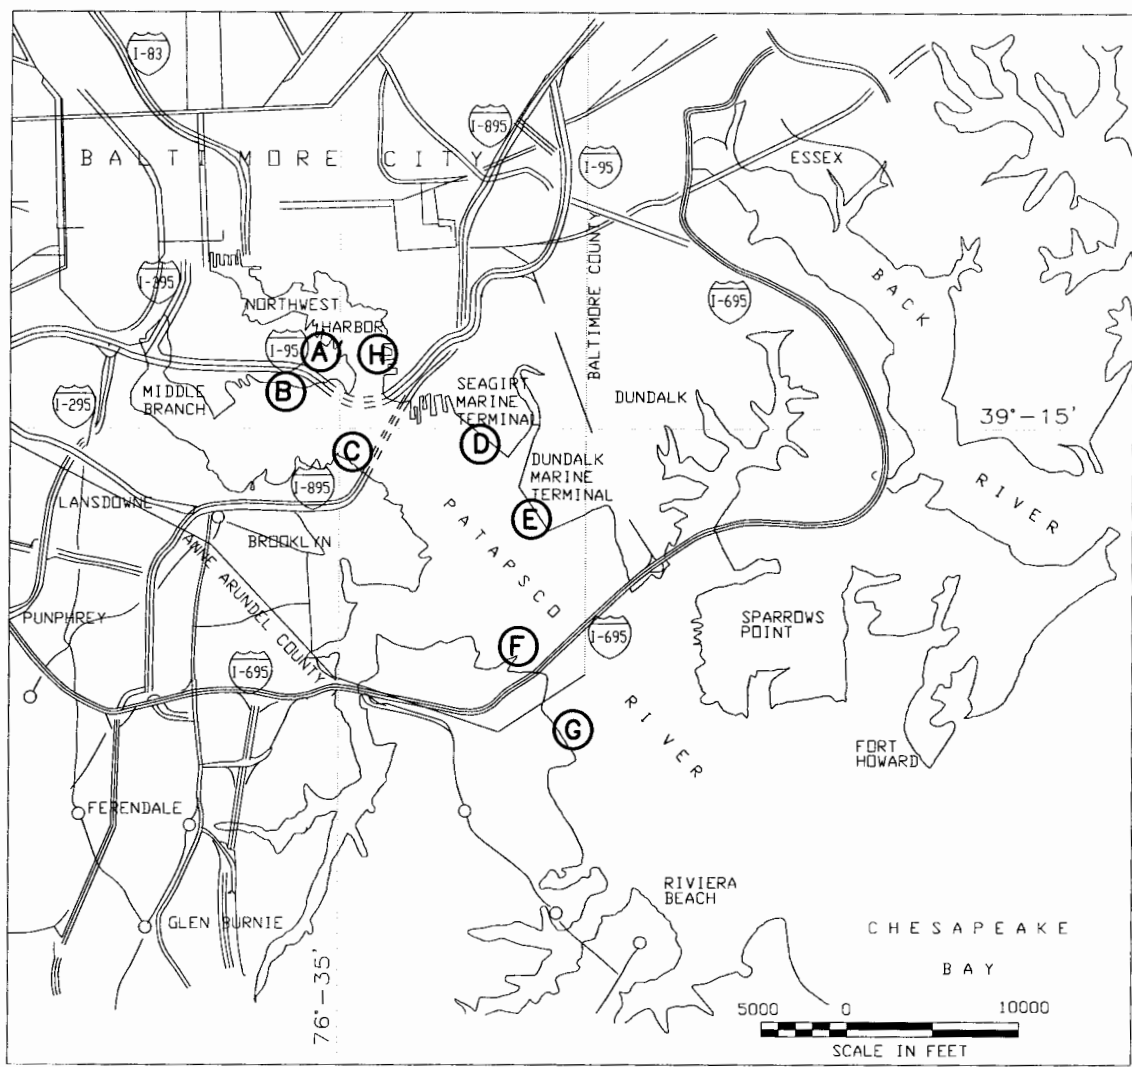 I-83
I-895
BALTIMORE CITY
I-95
ESSEX
BALTIMORE COUNTY
I-395
BACK
I-695
NORTHWEST
HARBOR
I-95
A
H
B
MIDDLE
BRANCH
SEAGIRT
MARINE
TERMINAL
DUNDALK
I-295
39°-15'
C
D
DUNDALK
MARINE
TERMINAL
I-895
RIVER
LANSDOWNE
E
PATAPSCO
BROOKLYN
ANNE ARUNDEL COUNTY
PUNPHREY
SPARROWS
POINT
I-695
F
I-695
RIVER
G
FORT
HOWARD
FERENDALE
RIVIERA
BEACH
GLEN BURNIE
CHESAPEAKE
BAY
76°-35'
5000 0 10000
SCALE IN FEET